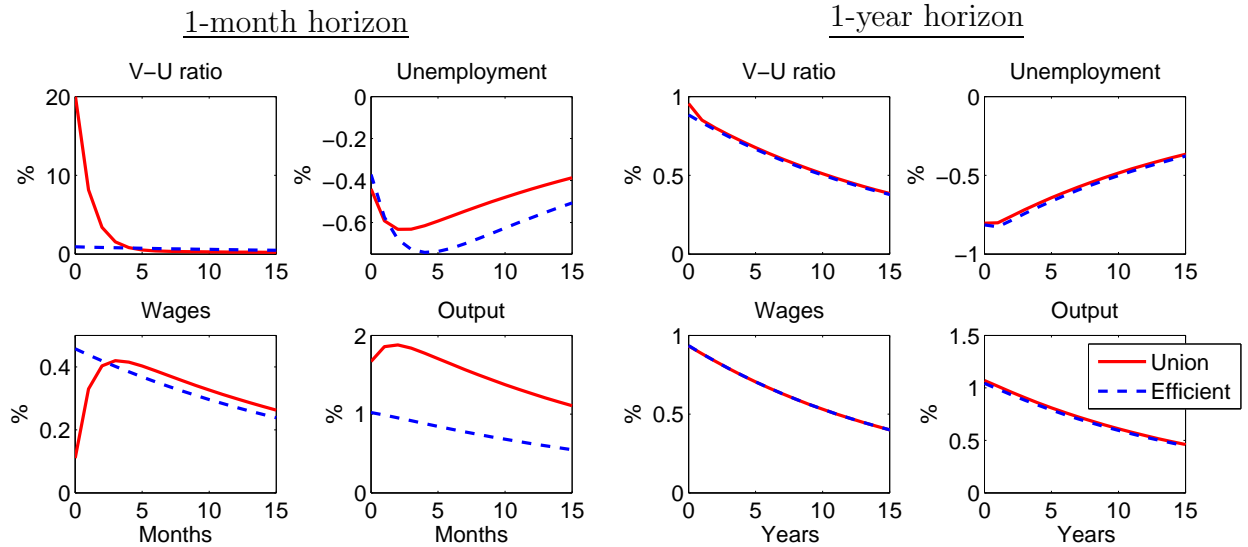 1-month horizon
1-year horizon
V−U ratio
Unemployment
V−U ratio
Unemployment
20
10
0
%
0 5 10 15
0
−0.2
−0.4
−0.6
%
0 5 10 15
1
0.5
0
%
0 5 10 15
0
−0.5
−1
%
0 5 10 15
Wages
Output
Wages
Output
0.4
0.2
0
%
0 5 10 15
Months
2
1
0
%
0 5 10 15
Months
1
0.5
0
%
0 5 10 15
Years
1.5
1
0.5
0
%
0 5 10 15
Years
Union
Efficient